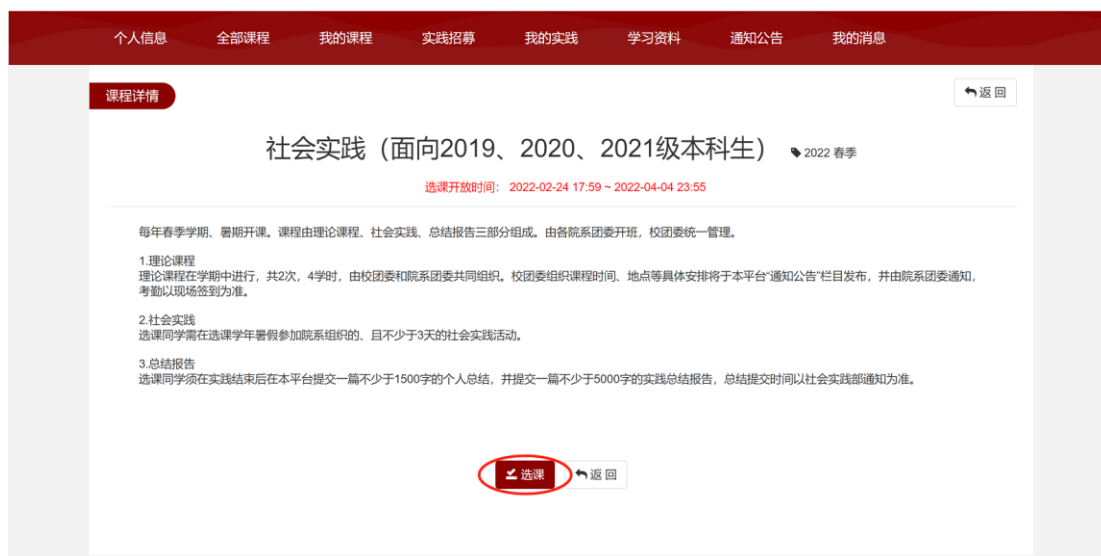 个人信息 全部课程 我的课程 实践招募 我的实践 学习资料 通知公告 我的消息
课程详情 返回
社会实践（面向2019、2020、2021级本科生） 2022 春季
选课开放时间： 2022-02-24 17:59 ~ 2022-04-04 23:55
每年春季学期、暑期开课。课程由理论课程、社会实践、总结报告三部分组成。由各院系团委开班，校团委统一管理。
1.理论课程
理论课程在学期中进行，共2次，4学时，由校团委和院系团委共同组织。校团委组织课程时间、地点等具体安排将于本平台“通知公告”栏目发布，并由院系团委通知，
考勤以现场签到为准。
2.社会实践
选课同学需在选课学年暑假参加院系组织的、且不少于3天的社会实践活动。
3.总结报告
选课同学须在实践结束后在本平台提交一篇不少于1500字的个人总结，并提交一篇不少于5000字的实践总结报告，总结提交时间以社会实践部通知为准。
选课 返回